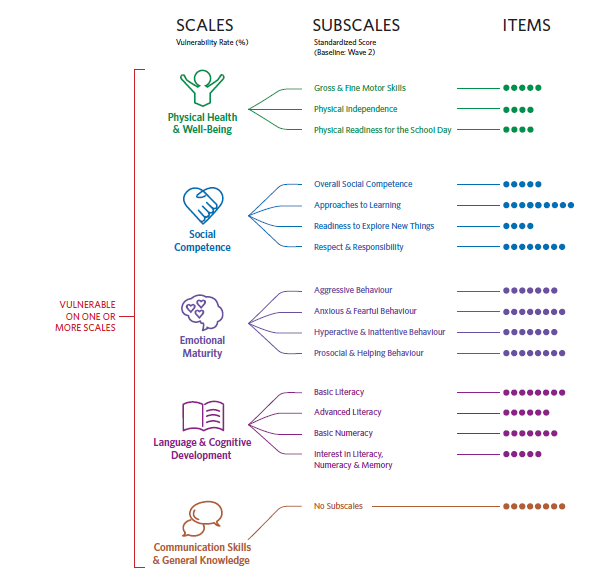 SCALES
Vulnerability Rate (%)
SUBSCALES
Standardized Score
(Baseline: Wave 2)
ITEMS
VULNERABLE
ON ONE OR
MORE SCALES
Physical Health
& Well-Being
Gross & Fine Motor Skills
Physical Independence
Physical Readiness for the School Day
Social
Competence
Overall Social Competence
Approaches to Learning
Readiness to Explore New Things
Respect & Responsibility
Emotional
Maturity
Aggressive Behaviour
Anxious & Fearful Behaviour
Hyperactive & Inattentive Behaviour
Prosocial & Helping Behaviour
Language & Cognitive
Development
Basic Literacy
Advanced Literacy
Basic Numeracy
Interest in Literacy,
Numeracy & Memory
Communication Skills
& General Knowledge
No Subscales